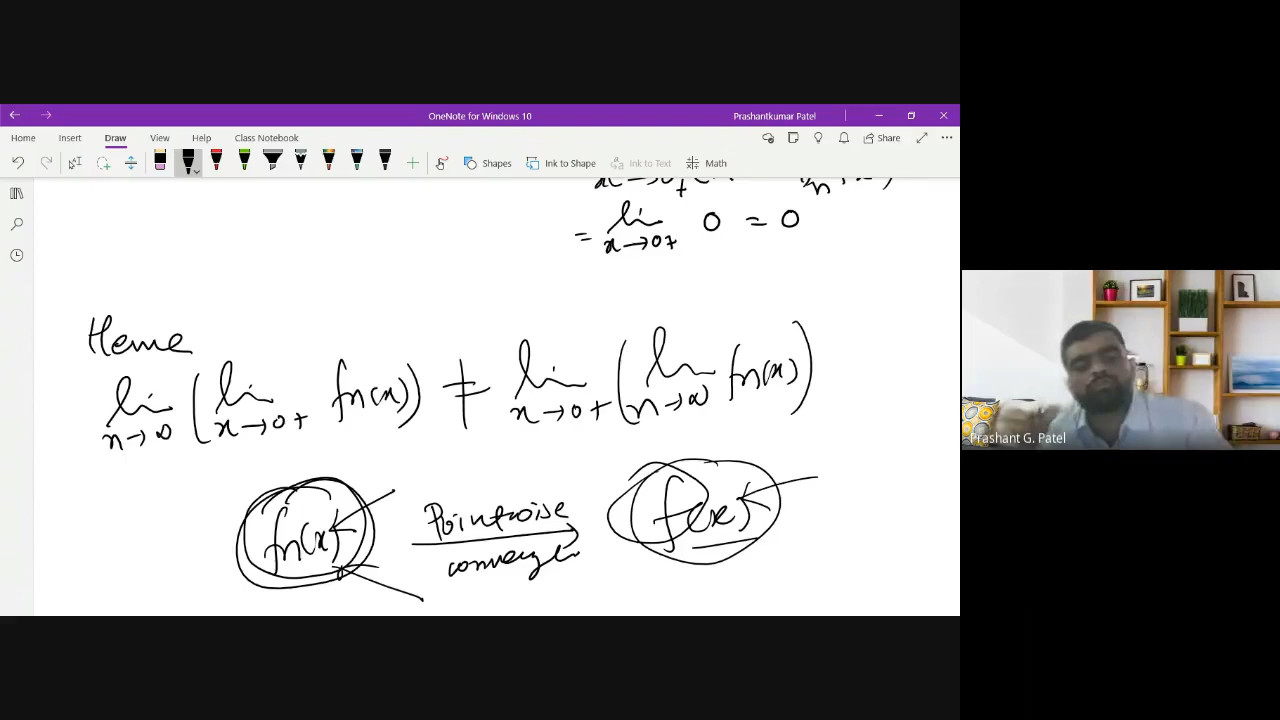 OneNote for Windows 10
Prashantkumar Patel
Home Insert Draw View Help Class Notebook
Share
Shapes Ink to Shape Ink to Text Math
= lim 0 = 0
x→0+
Hence
lim ( lim fn(x) ) ≠ lim ( lim fn(x) )
n→∞ x→0+ x→0+ n→∞
fn(x) Pointwise f(x)
Prashant G. Patel